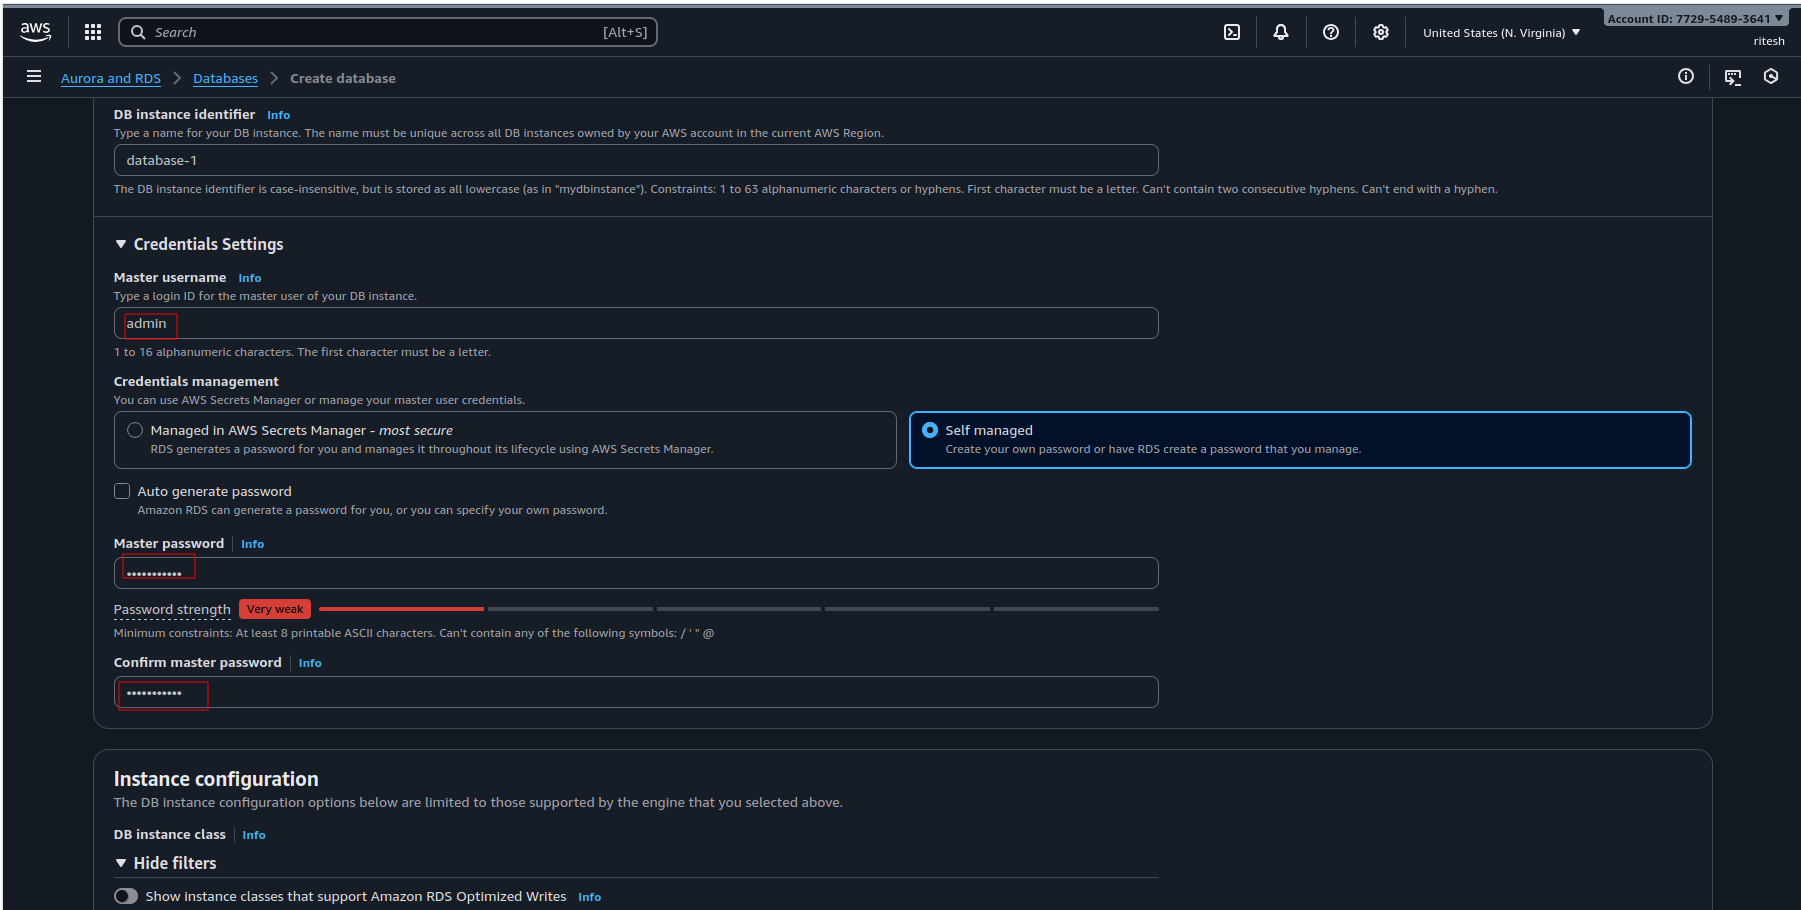 aws
Search [Alt+S]
United States (N. Virginia)
Account ID: 7729-5489-3641
ritesh
Aurora and RDS
Databases
Create database
DB instance identifier Info
Type a name for your DB instance. The name must be unique across all DB instances owned by your AWS account in the current AWS Region.
database-1
The DB instance identifier is case-insensitive, but is stored as all lowercase (as in "mydbinstance"). Constraints: 1 to 63 alphanumeric characters or hyphens. First character must be a letter. Can't contain two consecutive hyphens. Can't end with a hyphen.
Credentials Settings
Master username Info
Type a login ID for the master user of your DB instance.
admin
1 to 16 alphanumeric characters. The first character must be a letter.
Credentials management
You can use AWS Secrets Manager or manage your master user credentials.
Managed in AWS Secrets Manager - most secure
RDS generates a password for you and manages it throughout its lifecycle using AWS Secrets Manager.
Self managed
Create your own password or have RDS create a password that you manage.
Auto generate password
Amazon RDS can generate a password for you, or you can specify your own password.
Master password Info
•••••••••••
Password strength Very weak
Minimum constraints: At least 8 printable ASCII characters. Can't contain any of the following symbols: / ' " @
Confirm master password Info
•••••••••••
Instance configuration
The DB instance configuration options below are limited to those supported by the engine that you selected above.
DB instance class Info
Hide filters
Show instance classes that support Amazon RDS Optimized Writes Info